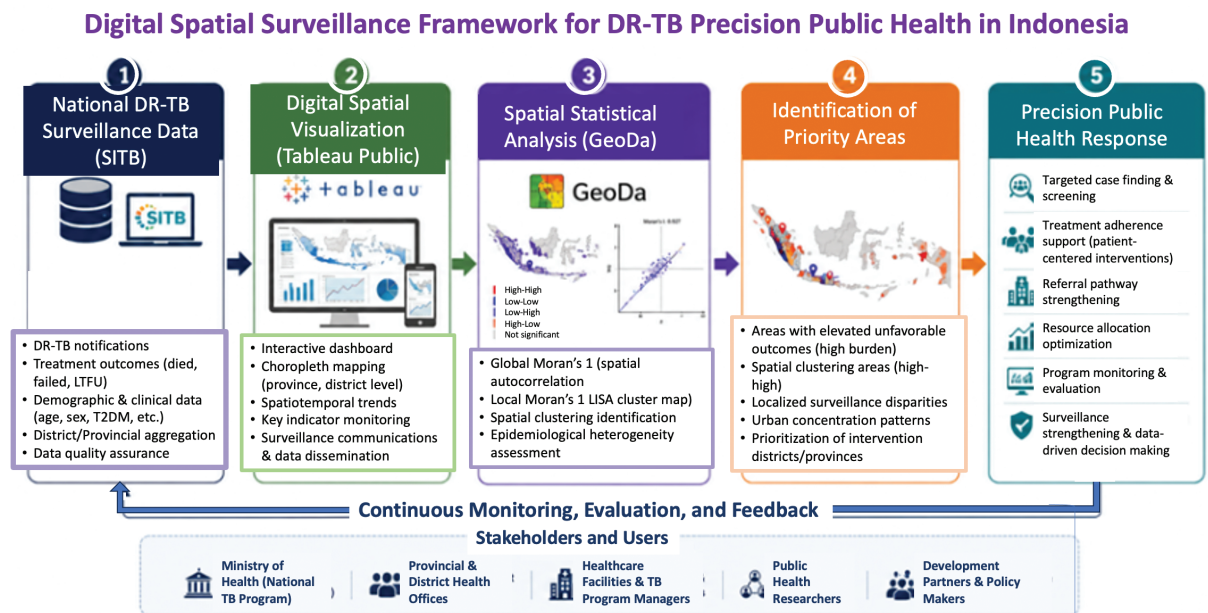 Digital Spatial Surveillance Framework for DR-TB Precision Public Health in Indonesia
1
National DR-TB
Surveillance Data
(SITB)
SITB
• DR-TB notifications
• Treatment outcomes (died,
failed, LTFU)
• Demographic & clinical data
(age, sex, T2DM, etc.)
• District/Provincial aggregation
• Data quality assurance
2
Digital Spatial
Visualization
(Tableau Public)
+ableau
• Interactive dashboard
• Choropleth mapping
(province, district level)
• Spatiotemporal trends
• Key indicator monitoring
• Surveillance communications
& data dissemination
3
Spatial Statistical
Analysis (GeoDa)
GeoDa
High-High
Low-Low
Low-High
High-Low
Not significant
• Global Moran's 1 (spatial
autocorrelation
• Local Moran's 1 LISA cluster map)
• Spatial clustering identification
• Epidemiological heterogeneity
assessment
4
Identification of
Priority Areas
• Areas with elevated unfavorable
outcomes (high burden)
• Spatial clustering areas (high-
high)
• Localized surveillance disparities
• Urban concentration patterns
• Prioritization of intervention
districts/provinces
5
Precision Public
Health Response
Targeted case finding &
screening
Treatment adherence
support (patient-
centered interventions)
Referral pathway
strengthening
Resource allocation
optimization
Program monitoring &
evaluation
Surveillance
strengthening & data-
driven decision making
Continuous Monitoring, Evaluation, and Feedback
Stakeholders and Users
Ministry of
Health (National
TB Program)
Provincial &
District Health
Offices
Healthcare
Facilities & TB
Program Managers
Public
Health
Researchers
Development
Partners & Policy
Makers